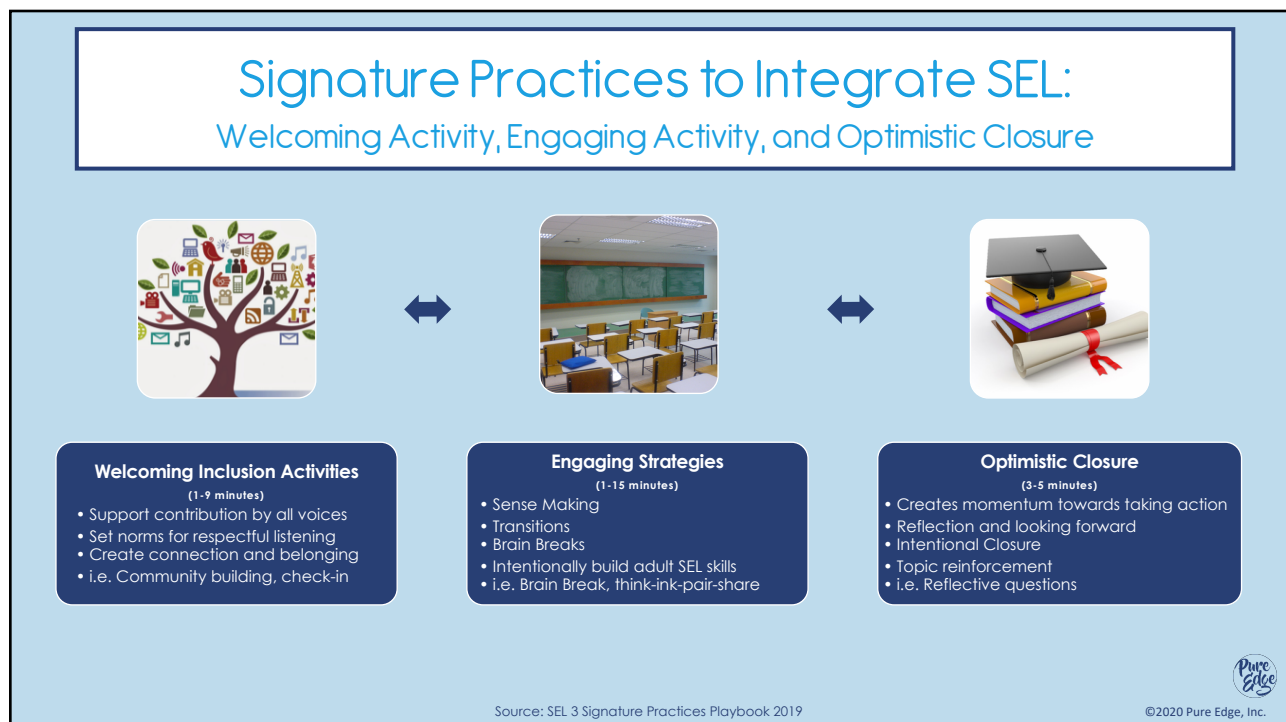 Signature Practices to Integrate SEL:
Welcoming Activity, Engaging Activity, and Optimistic Closure
Welcoming Inclusion Activities
(1-9 minutes)
• Support contribution by all voices
• Set norms for respectful listening
• Create connection and belonging
• i.e. Community building, check-in
Engaging Strategies
(1-15 minutes)
• Sense Making
• Transitions
• Brain Breaks
• Intentionally build adult SEL skills
• i.e. Brain Break, think-ink-pair-share
Optimistic Closure
(3-5 minutes)
• Creates momentum towards taking action
• Reflection and looking forward
• Intentional Closure
• Topic reinforcement
• i.e. Reflective questions
Pure
Edge
Source: SEL 3 Signature Practices Playbook 2019
©2020 Pure Edge, Inc.